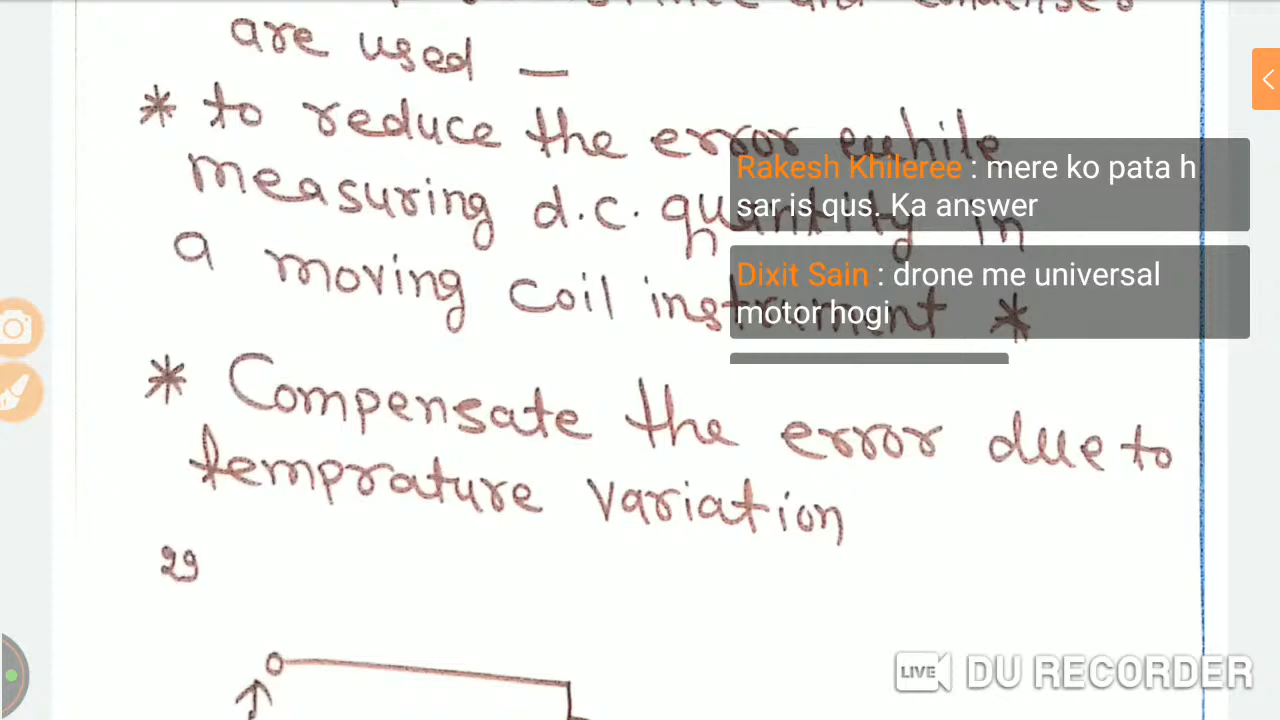 are used —
* to reduce the error while
measuring d.c. quantity in
a moving coil instrument *
* Compensate the error due to
temprature variation
29
Rakesh Khileree : mere ko pata h
sar is qus. Ka answer
Dixit Sain : drone me universal
motor hogi
LIVE DU RECORDER